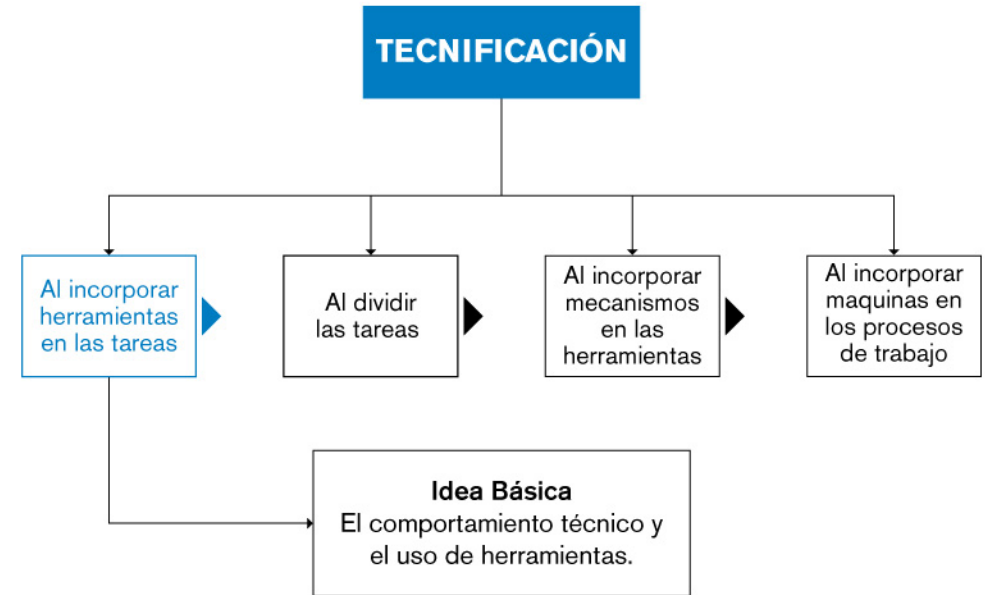 TECNIFICACIÓN
Al incorporar
herramientas
en las tareas
Al dividir
las tareas
Al incorporar
mecanismos
en las
herramientas
Al incorporar
maquinas en
los procesos
de trabajo
Idea Básica
El comportamiento técnico y
el uso de herramientas.